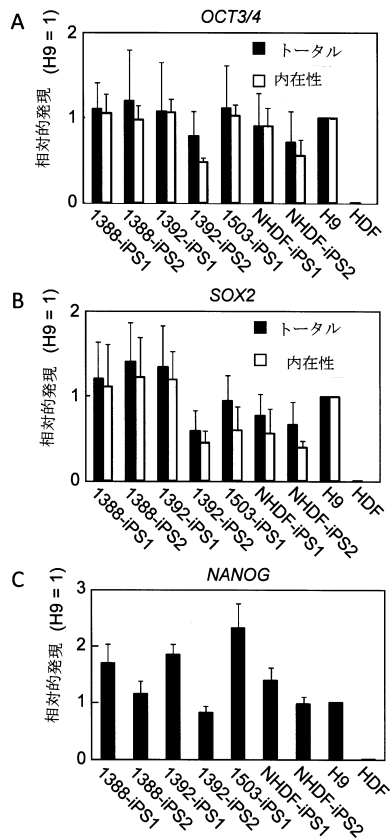 A
OCT3/4
相対的発現 (H9 = 1)
2
1
0
トータル
内在性
1388-iPS1
1388-iPS2
1392-iPS1
1392-iPS2
1503-iPS1
NHDF-iPS1
NHDF-iPS2
H9
HDF
B
SOX2
相対的発現 (H9 = 1)
2
1
0
トータル
内在性
1388-iPS1
1388-iPS2
1392-iPS1
1392-iPS2
1503-iPS1
NHDF-iPS1
NHDF-iPS2
H9
HDF
C
NANOG
相対的発現 (H9 = 1)
3
2
1
0
1388-iPS1
1388-iPS2
1392-iPS1
1392-iPS2
1503-iPS1
NHDF-iPS1
NHDF-iPS2
H9
HDF